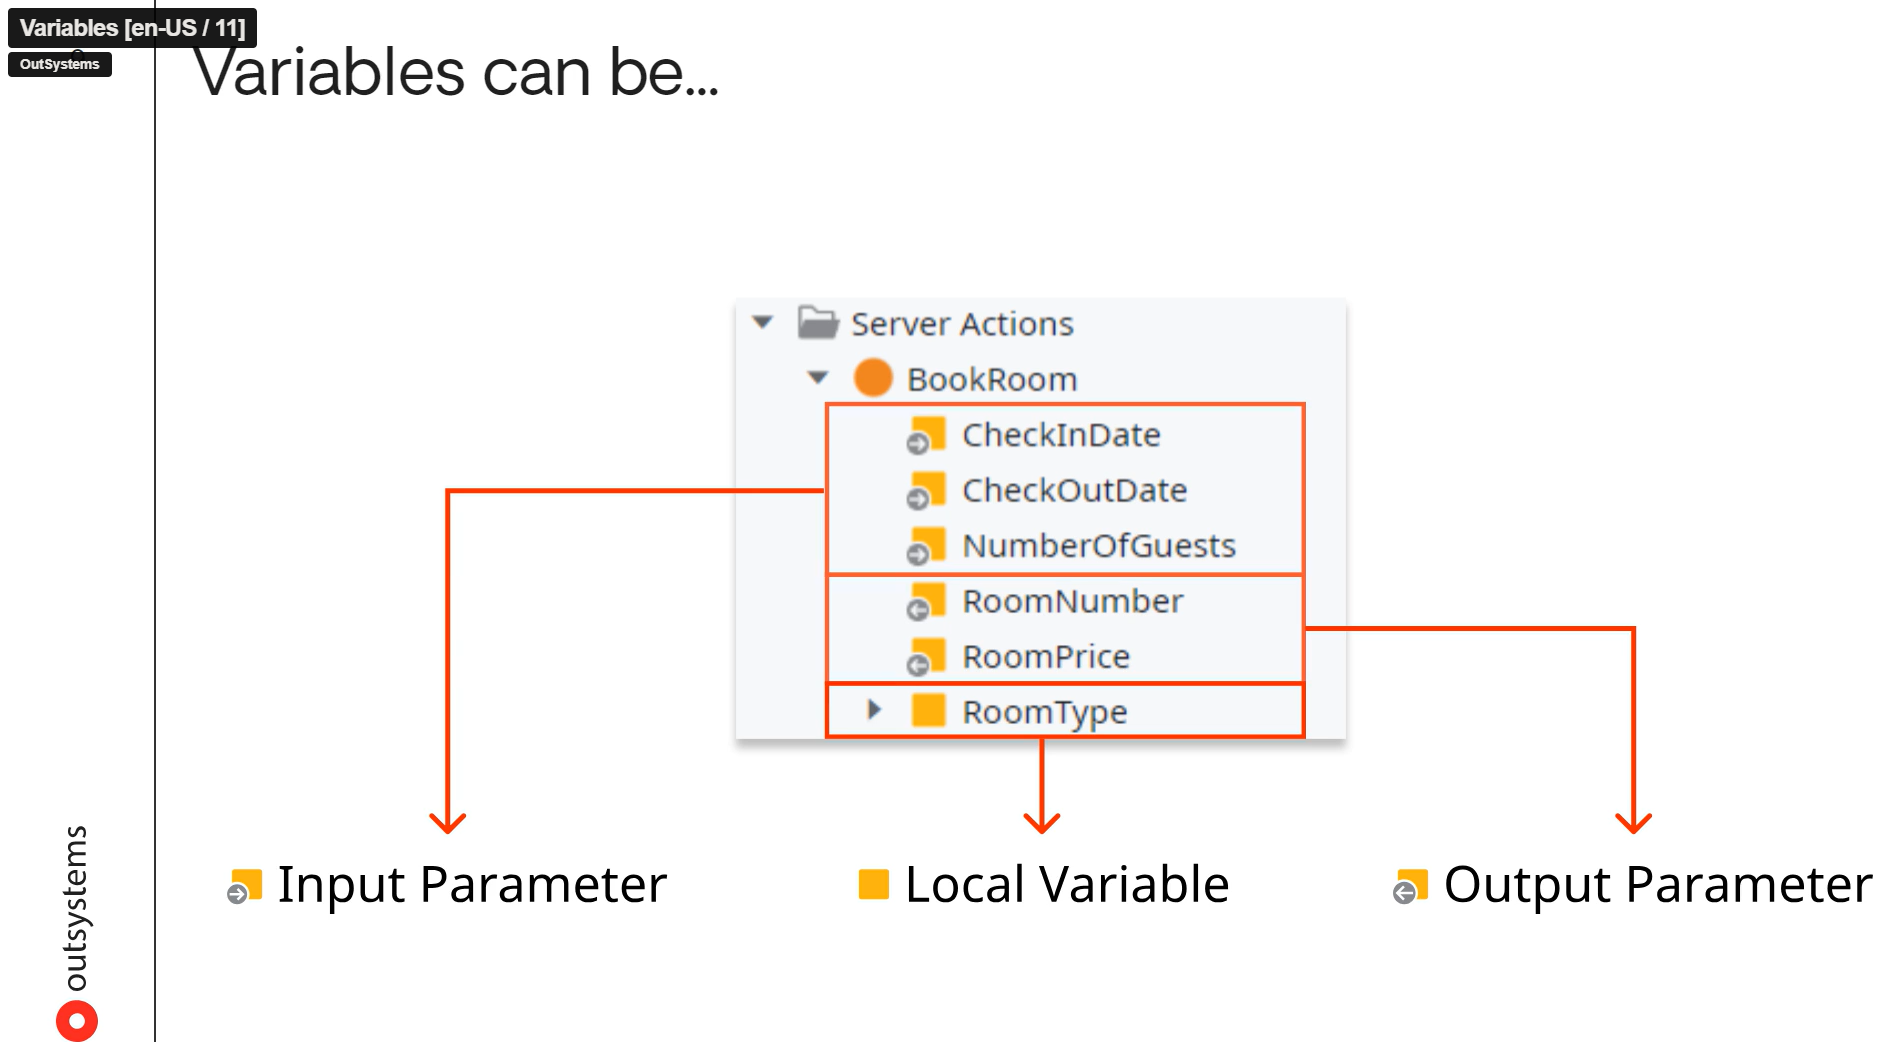 Variables [en-US / 11]
OutSystems
Variables can be...
Server Actions
BookRoom
CheckInDate
CheckOutDate
NumberOfGuests
RoomNumber
RoomPrice
RoomType
Input Parameter
Local Variable
Output Parameter
outsystems